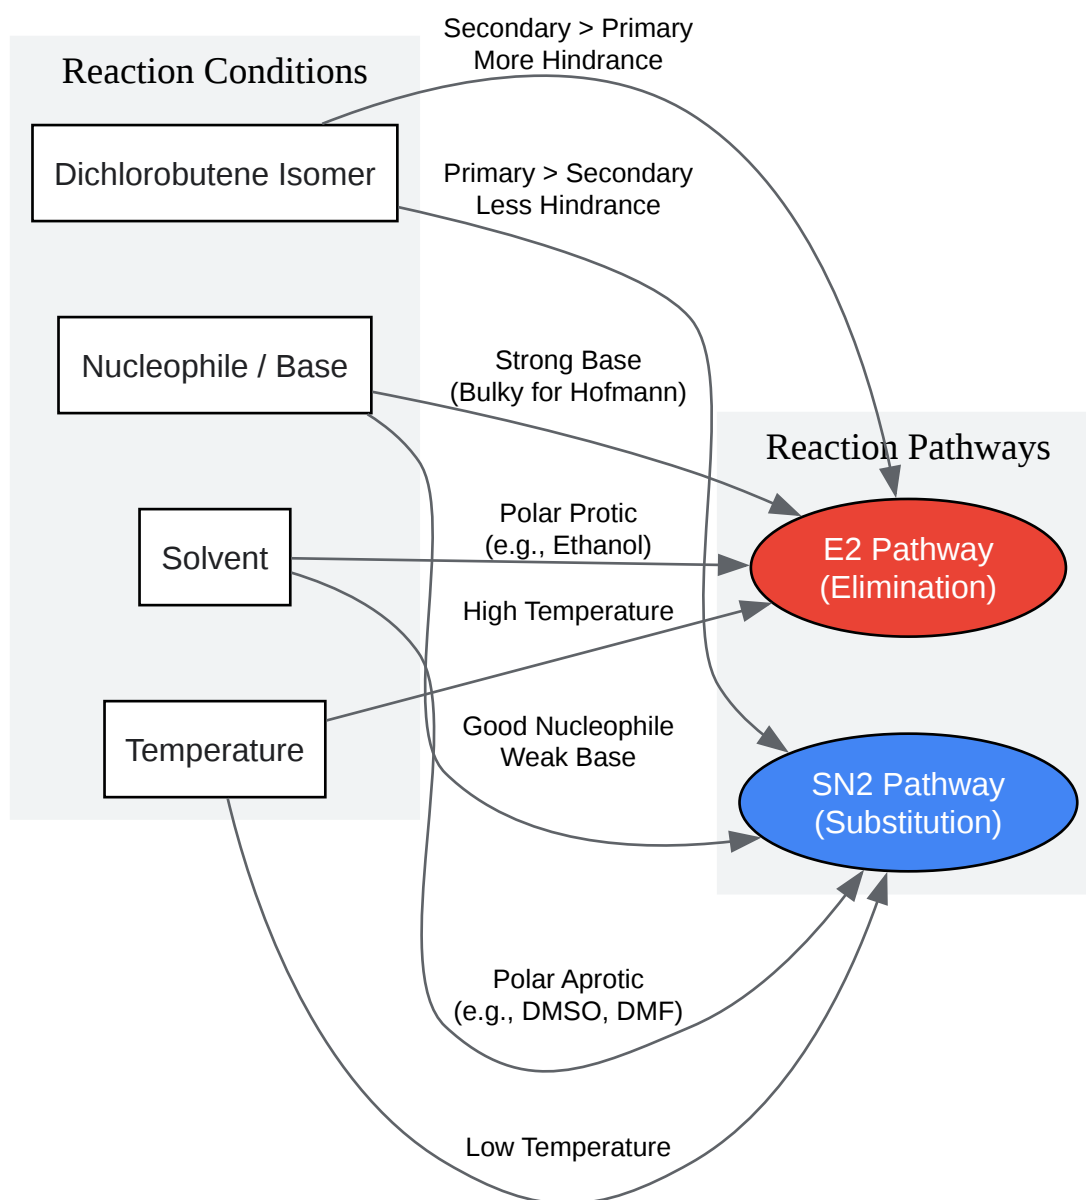 Secondary > Primary
More Hindrance
Reaction Conditions
Dichlorobutene Isomer
Primary > Secondary
Less Hindrance
Nucleophile / Base
Strong Base
(Bulky for Hofmann)
Reaction Pathways
Solvent
Polar Protic
(e.g., Ethanol)
E2 Pathway
(Elimination)
High Temperature
Temperature
Good Nucleophile
Weak Base
SN2 Pathway
(Substitution)
Polar Aprotic
(e.g., DMSO, DMF)
Low Temperature